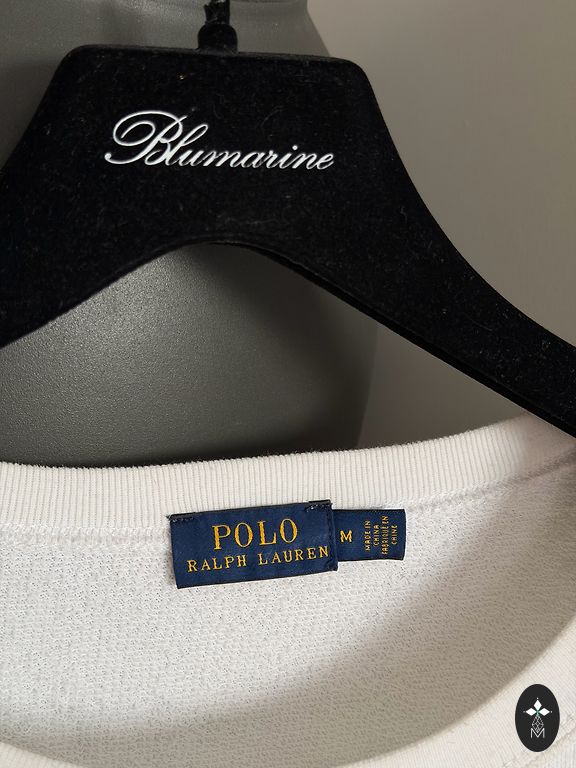 Blumarine
POLO
RALPH LAUREN
M
MADE IN
CHINA
FABRIQUÉ EN
CHINE
M